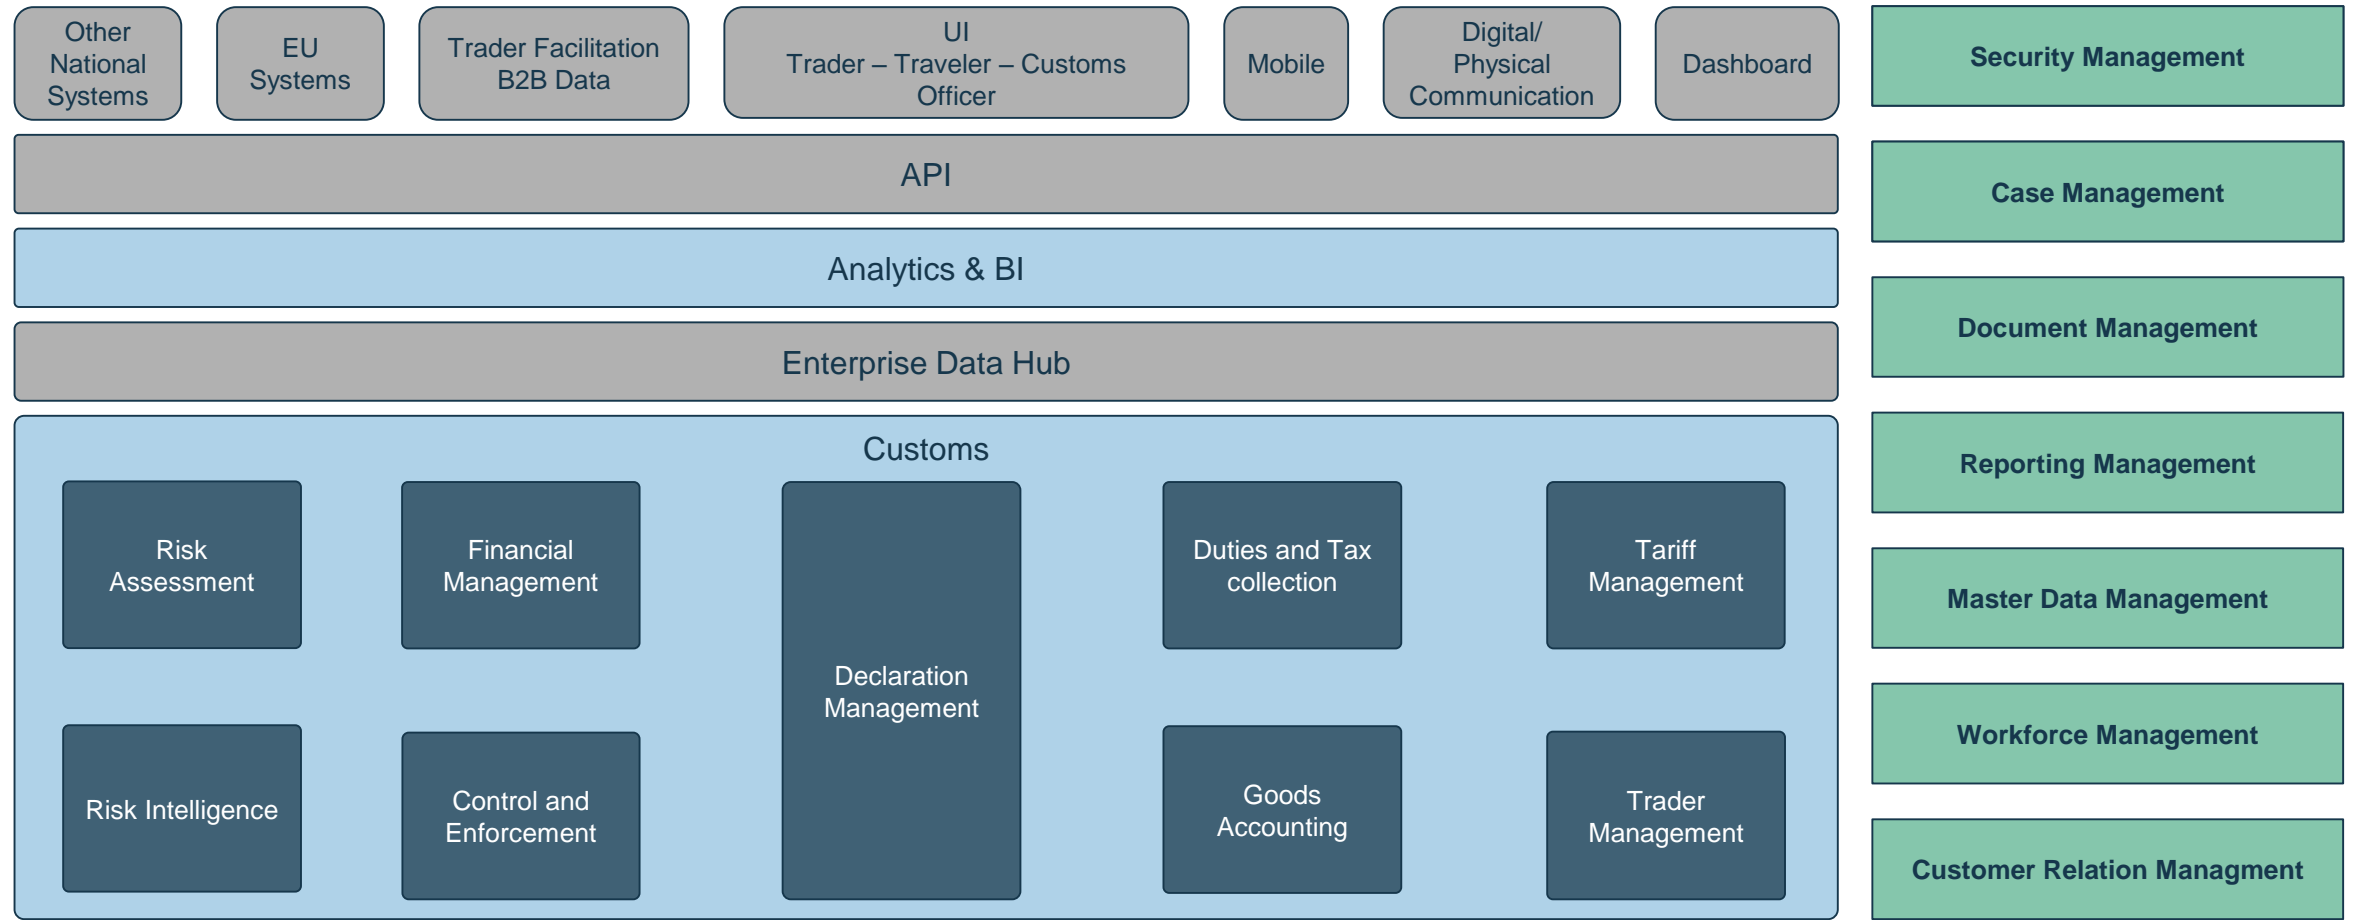 Other
National
Systems
EU
Systems
Trader Facilitation
B2B Data
UI
Trader – Traveler – Customs
Officer
Mobile
Digital/
Physical
Communication
Dashboard
API
Analytics & BI
Enterprise Data Hub
Customs
Risk
Assessment
Financial
Management
Declaration
Management
Duties and Tax
collection
Tariff
Management
Risk Intelligence
Control and
Enforcement
Goods
Accounting
Trader
Management
Security Management
Case Management
Document Management
Reporting Management
Master Data Management
Workforce Management
Customer Relation Managment